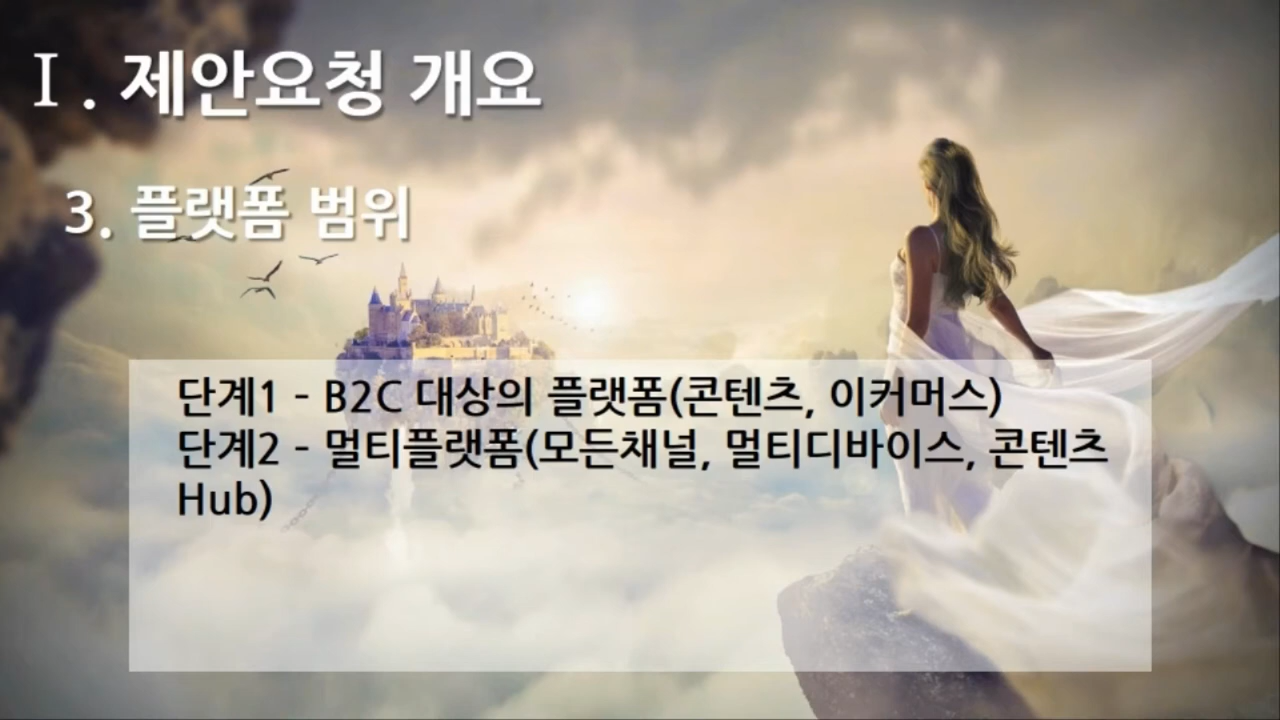 Ⅰ. 제안요청 개요
3. 플랫폼 범위
단계1 - B2C 대상의 플랫폼(콘텐츠, 이커머스)
단계2 - 멀티플랫폼(모든채널, 멀티디바이스, 콘텐츠
Hub)